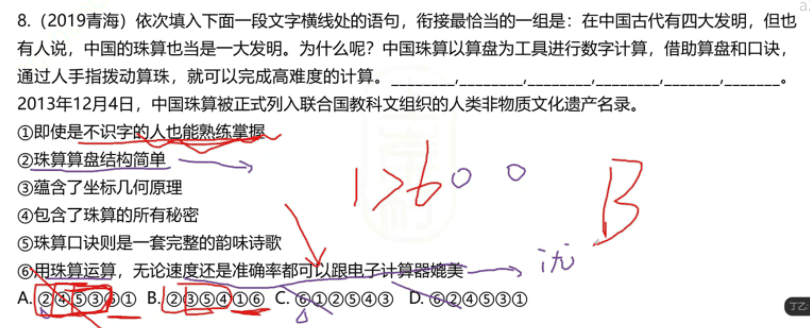 8.（2019青海）依次填入下面一段文字横线处的语句，衔接最恰当的一组是：在中国古代有四大发明，但也
有人说，中国的珠算也当是一大发明。为什么呢？中国珠算以算盘为工具进行数字计算，借助算盘和口诀，
通过人手指拨动算珠，就可以完成高难度的计算。________,________,________,________,_______,_______。
2013年12月4日，中国珠算被正式列入联合国教科文组织的人类非物质文化遗产名录。
①即使是不识字的人也能熟练掌握
②珠算算盘结构简单
③蕴含了坐标几何原理
1>6
B
④包含了珠算的所有秘密
⑤珠算口诀则是一套完整的韵味诗歌
⑥用珠算运算，无论速度还是准确率都可以跟电子计算器媲美
优
A. ②④⑤③⑥① B. ②③⑤④①⑥ C. ⑥①②⑤④③ D. ⑥②④⑤③①